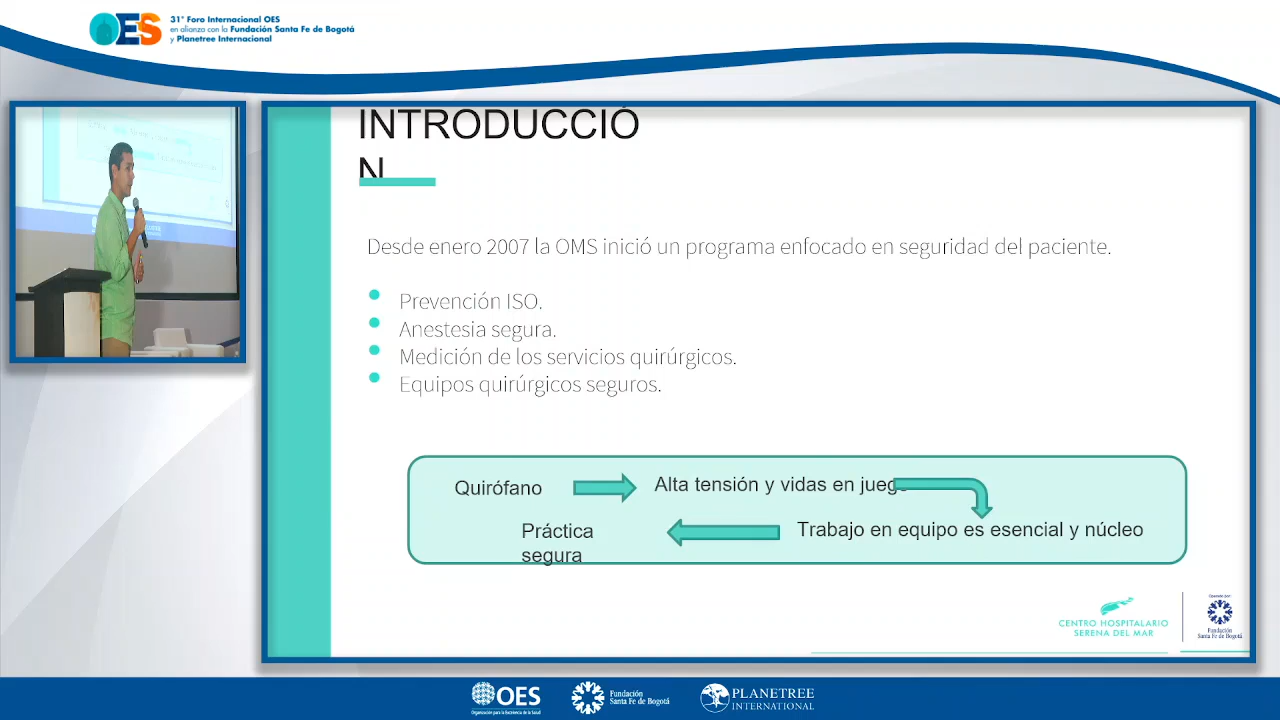 OES
31° Foro Internacional OES
en alianza con la Fundación Santa Fe de Bogotá
y Planetree Internacional
INTRODUCCIÓ
N
Desde enero 2007 la OMS inició un programa enfocado en seguridad del paciente.
Prevención ISO.
Anestesia segura.
Medición de los servicios quirúrgicos.
Equipos quirúrgicos seguros.
Quirófano
Alta tensión y vidas en juego
Trabajo en equipo es esencial y núcleo
Práctica
segura
CENTRO HOSPITALARIO
SERENA DEL MAR
Operado por:
Fundación
Santa Fe de Bogotá
OES
Organización para la Excelencia de la Salud
Fundación
Santa Fe de Bogotá
PLANETREE
INTERNATIONAL